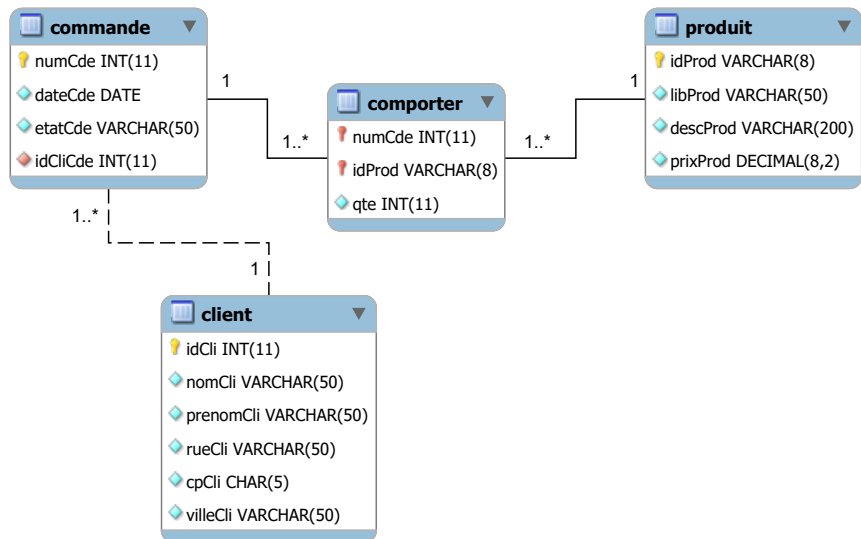 commande
numCde INT(11)
dateCde DATE
etatCde VARCHAR(50)
idCliCde INT(11)
1
1..*
comporter
numCde INT(11)
idProd VARCHAR(8)
qte INT(11)
1
1..*
produit
idProd VARCHAR(8)
libProd VARCHAR(50)
descProd VARCHAR(200)
prixProd DECIMAL(8,2)
1..*
1
client
idCli INT(11)
nomCli VARCHAR(50)
prenomCli VARCHAR(50)
rueCli VARCHAR(50)
cpCli CHAR(5)
villeCli VARCHAR(50)